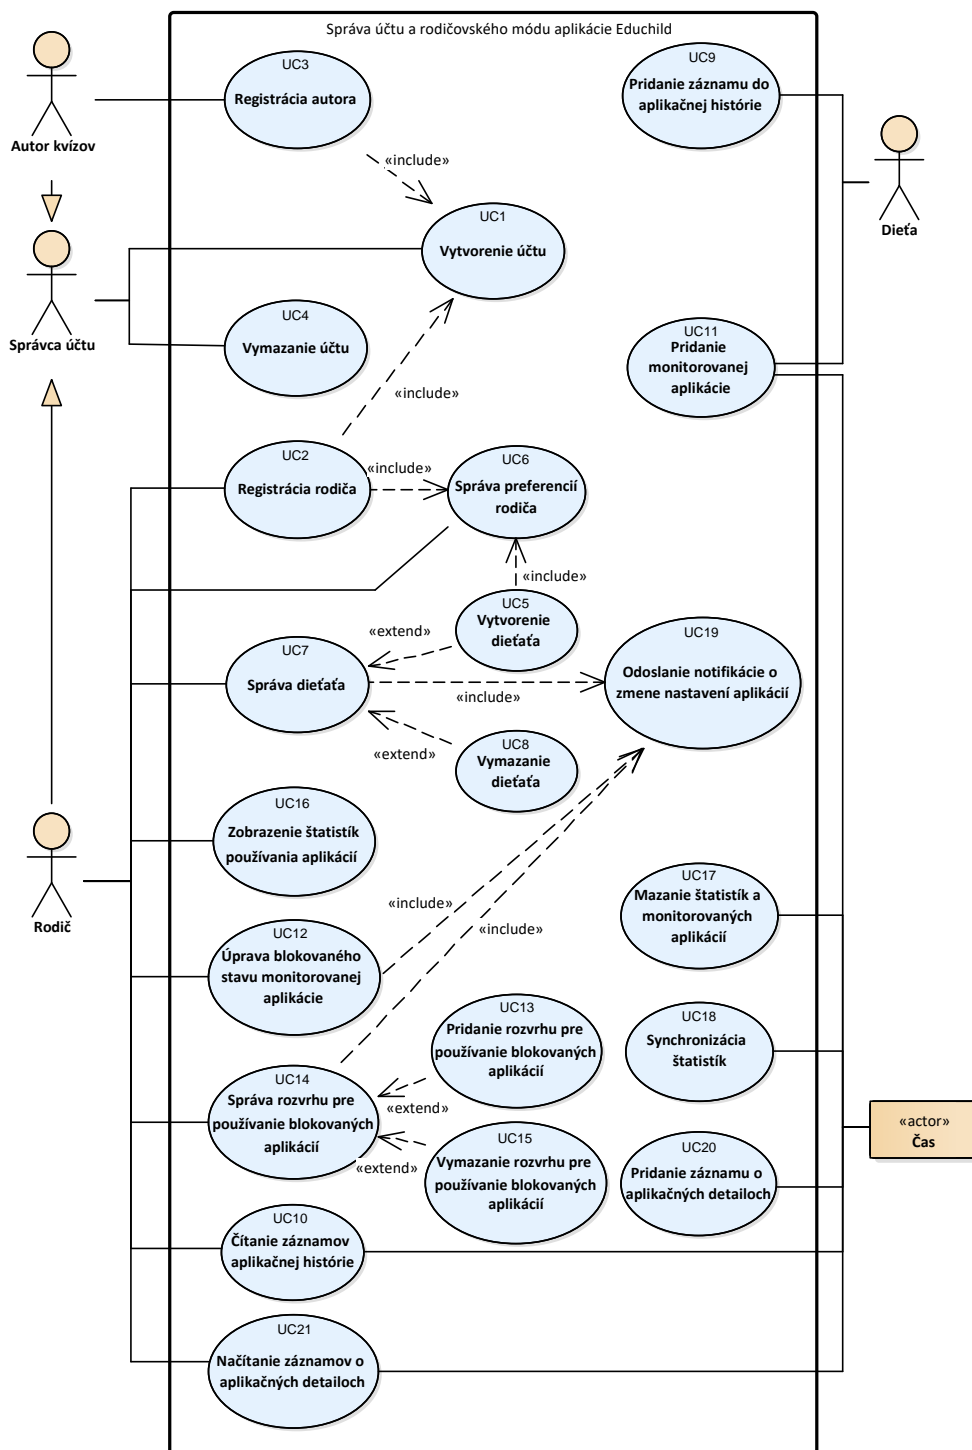 Správa účtu a rodičovského módu aplikácie Educhild
UC3
Registrácia autora
UC9
Pridanie záznamu do
aplikačnej histórie
Autor kvízov
«include»
Dieťa
UC1
Vytvorenie účtu
Správca účtu
UC4
Vymazanie účtu
UC11
Pridanie
monitorovanej
aplikácie
«include»
UC2
Registrácia rodiča
«include»
UC6
Správa preferencií
rodiča
«include»
UC5
Vytvorenie
dieťaťa
«extend»
UC7
Správa dieťaťa
«include»
UC19
Odoslanie notifikácie o
zmene nastavení aplikácií
«extend»
UC8
Vymazanie
dieťaťa
UC16
Zobrazenie štatistík
používania aplikácií
Rodič
«include»
«include»
UC17
Mazanie štatistík a
monitorovaných
aplikácií
UC12
Úprava blokovaného
stavu monitorovanej
aplikácie
UC13
Pridanie rozvrhu pre
používanie blokovaných
aplikácií
UC18
Synchronizácia
štatistík
UC14
Správa rozvrhu pre
používanie blokovaných
aplikácií
«extend»
«extend»
UC15
Vymazanie rozvrhu pre
používanie blokovaných
aplikácií
«actor»
Čas
UC20
Pridanie záznamu o
aplikačných detailoch
UC10
Čítanie záznamov
aplikačnej histórie
UC21
Načítanie záznamov o
aplikačných detailoch